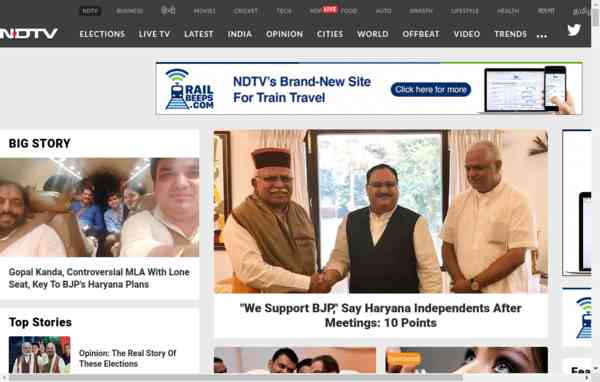 NDTV BUSINESS हिन्दी MOVIES CRICKET TECH HOP LIVE FOOD AUTO SWASTH LIFESTYLE HEALTH বাংলা தமிழ்
NDTV ELECTIONS LIVE TV LATEST INDIA OPINION CITIES WORLD OFFBEAT VIDEO TRENDS ...
RAIL
BEEPS
.COM
NDTV's Brand-New Site
For Train Travel
Click here for more
BIG STORY
Gopal Kanda, Controversial MLA With Lone
Seat, Key To BJP's Haryana Plans
"We Support BJP," Say Haryana Independents After
Meetings: 10 Points
Top Stories
Opinion: The Real Story Of
These Elections
Sponsored